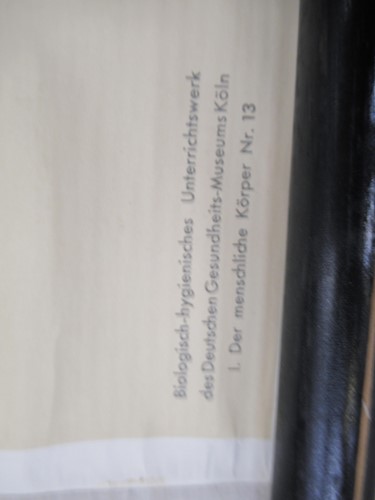 Biologisch-hygienisches Unterrichtswerk
des Deutschen Gesundheits-Museums Köln
I. Der menschliche Körper Nr. 13